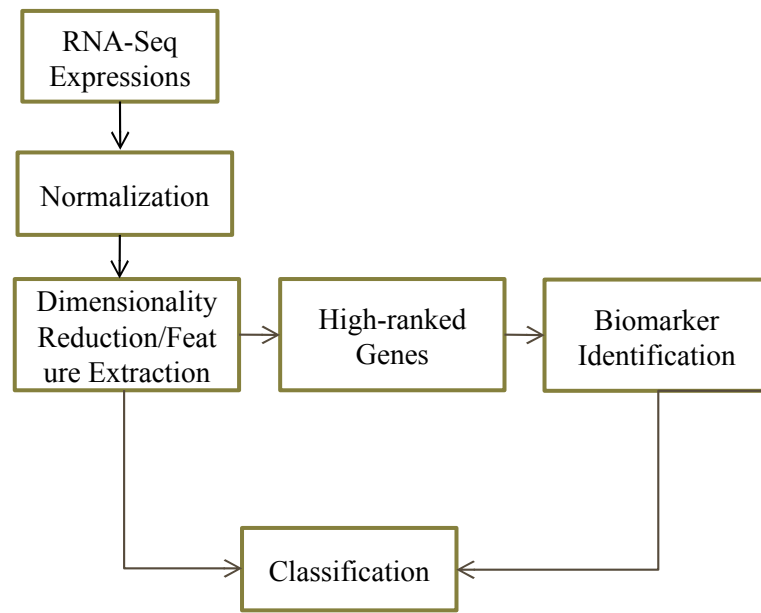 RNA-Seq
Expressions
Normalization
Dimensionality
Reduction/Feat
ure Extraction
High-ranked
Genes
Biomarker
Identification
Classification